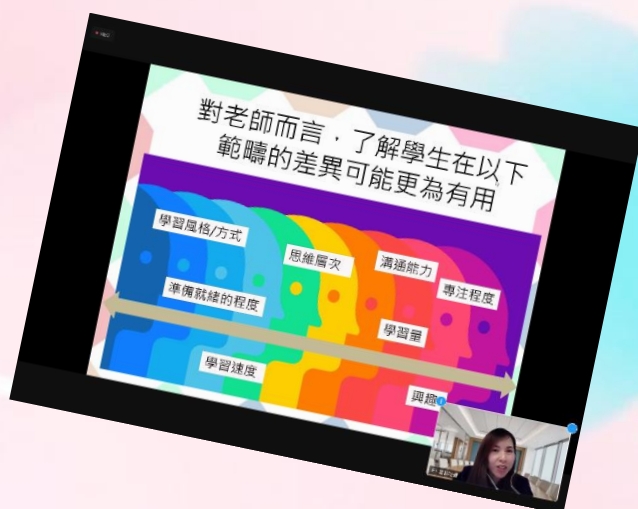 對老師而言，了解學生在以下
範疇的差異可能更為有用
學習風格/方式
思維層次
溝通能力
專注程度
準備就緒的程度
學習量
學習速度
興趣